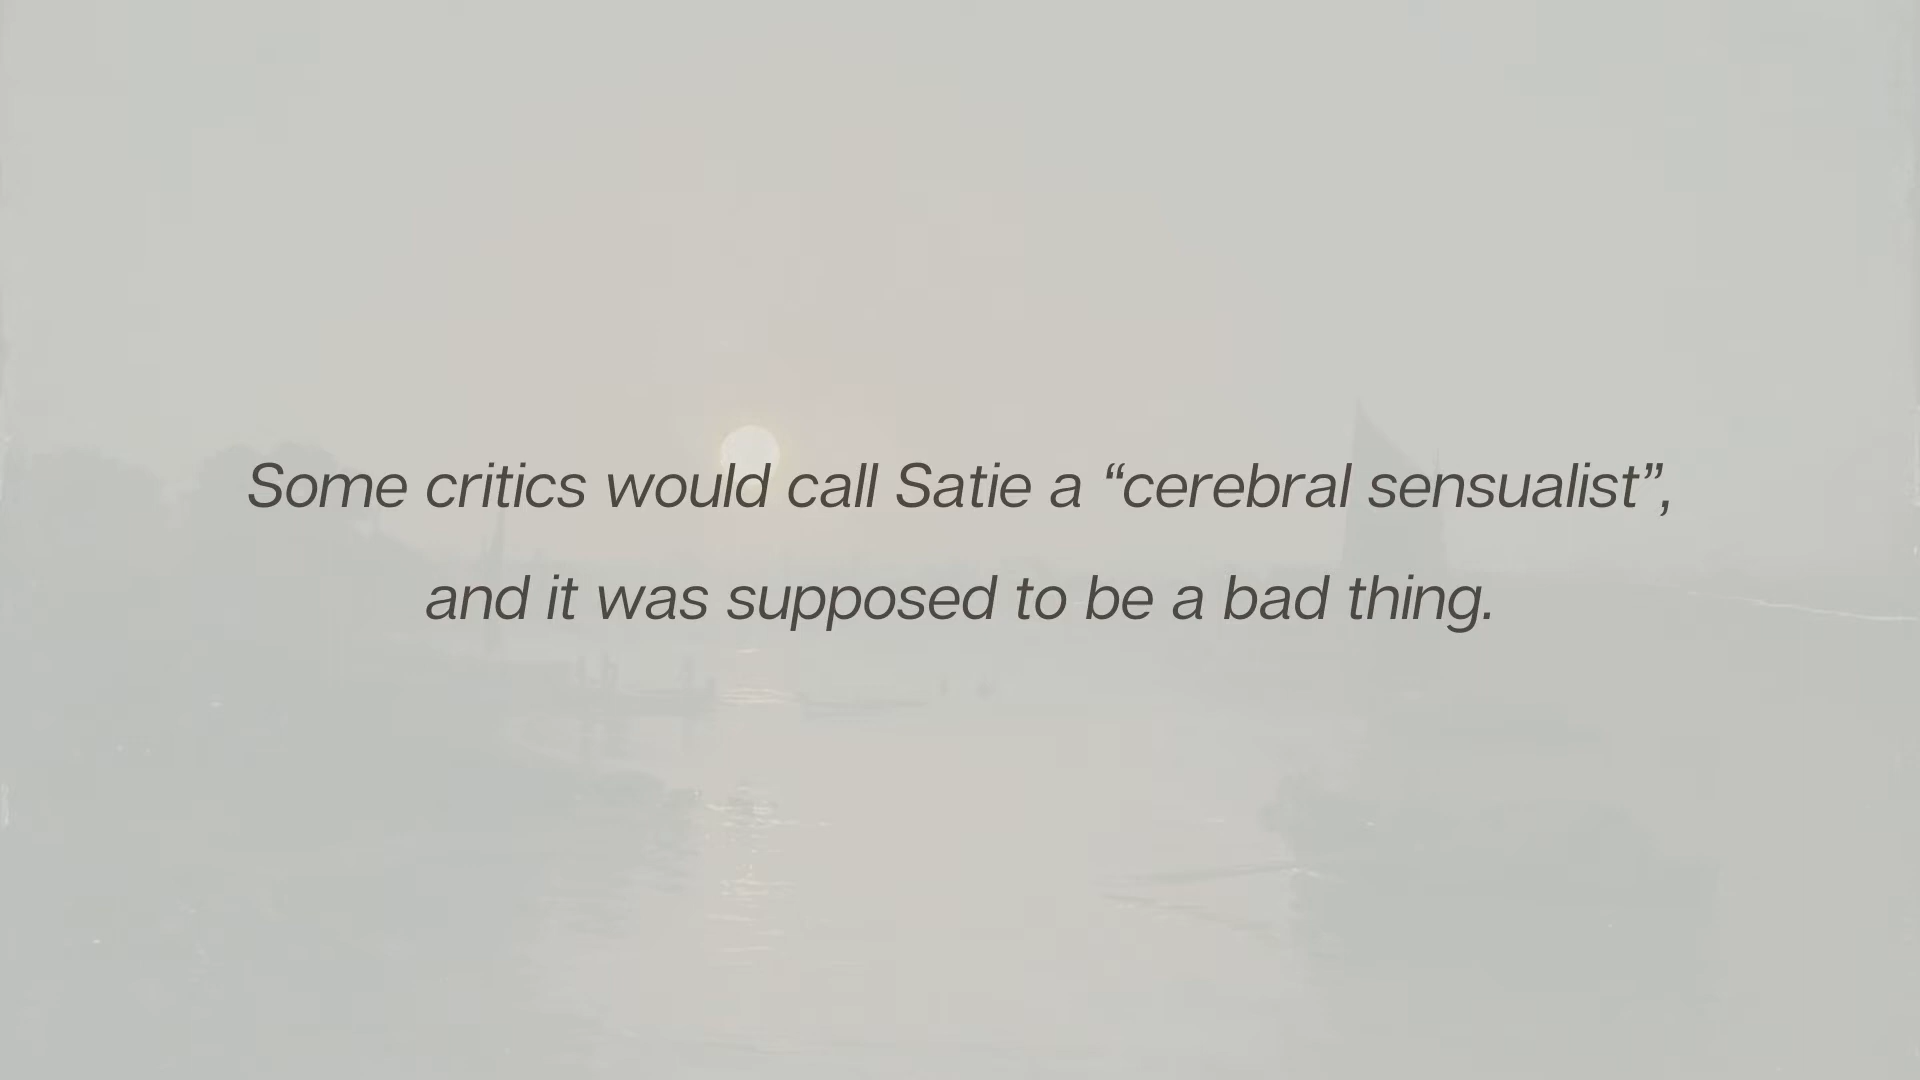 Some critics would call Satie a “cerebral sensualist”,
and it was supposed to be a bad thing.